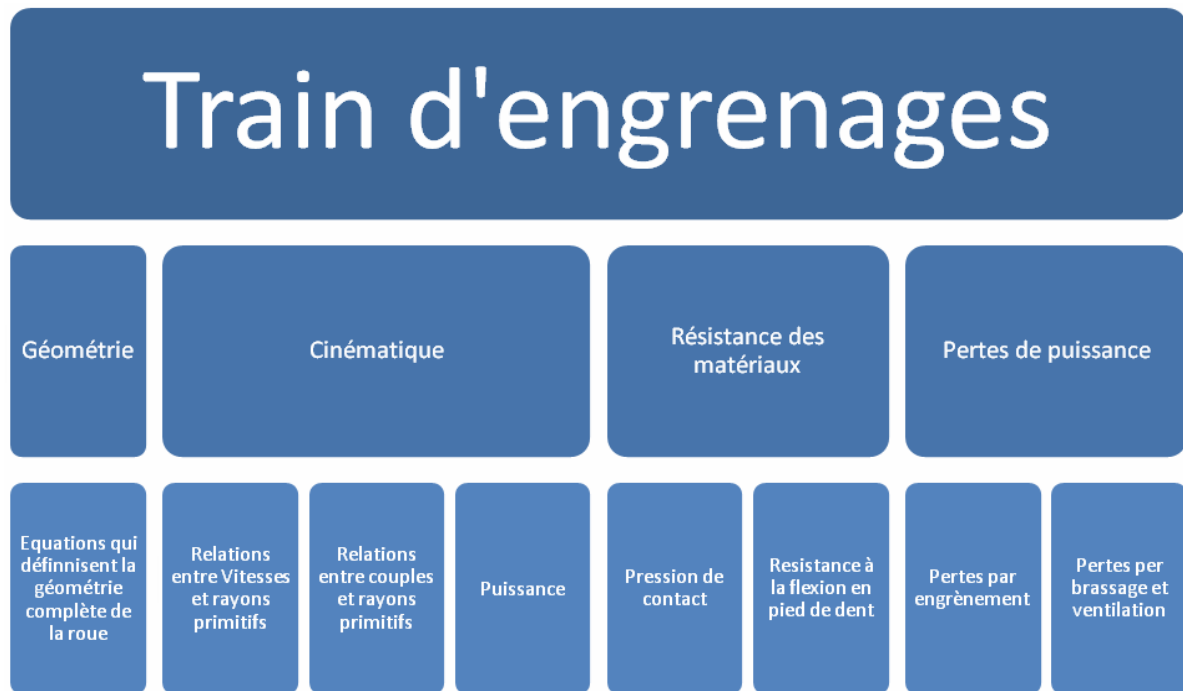 Train d'engrenages
Géométrie
Cinématique
Résistance des
matériaux
Pertes de puissance
Equations qui
définnisent la
géométrie
complète de
la roue
Relations
entre Vitesses
et rayons
primitifs
Relations
entre couples
et rayons
primitifs
Puissance
Pression de
contact
Resistance à
la flexion en
pied de dent
Pertes par
engrènement
Pertes per
brassage et
ventilation